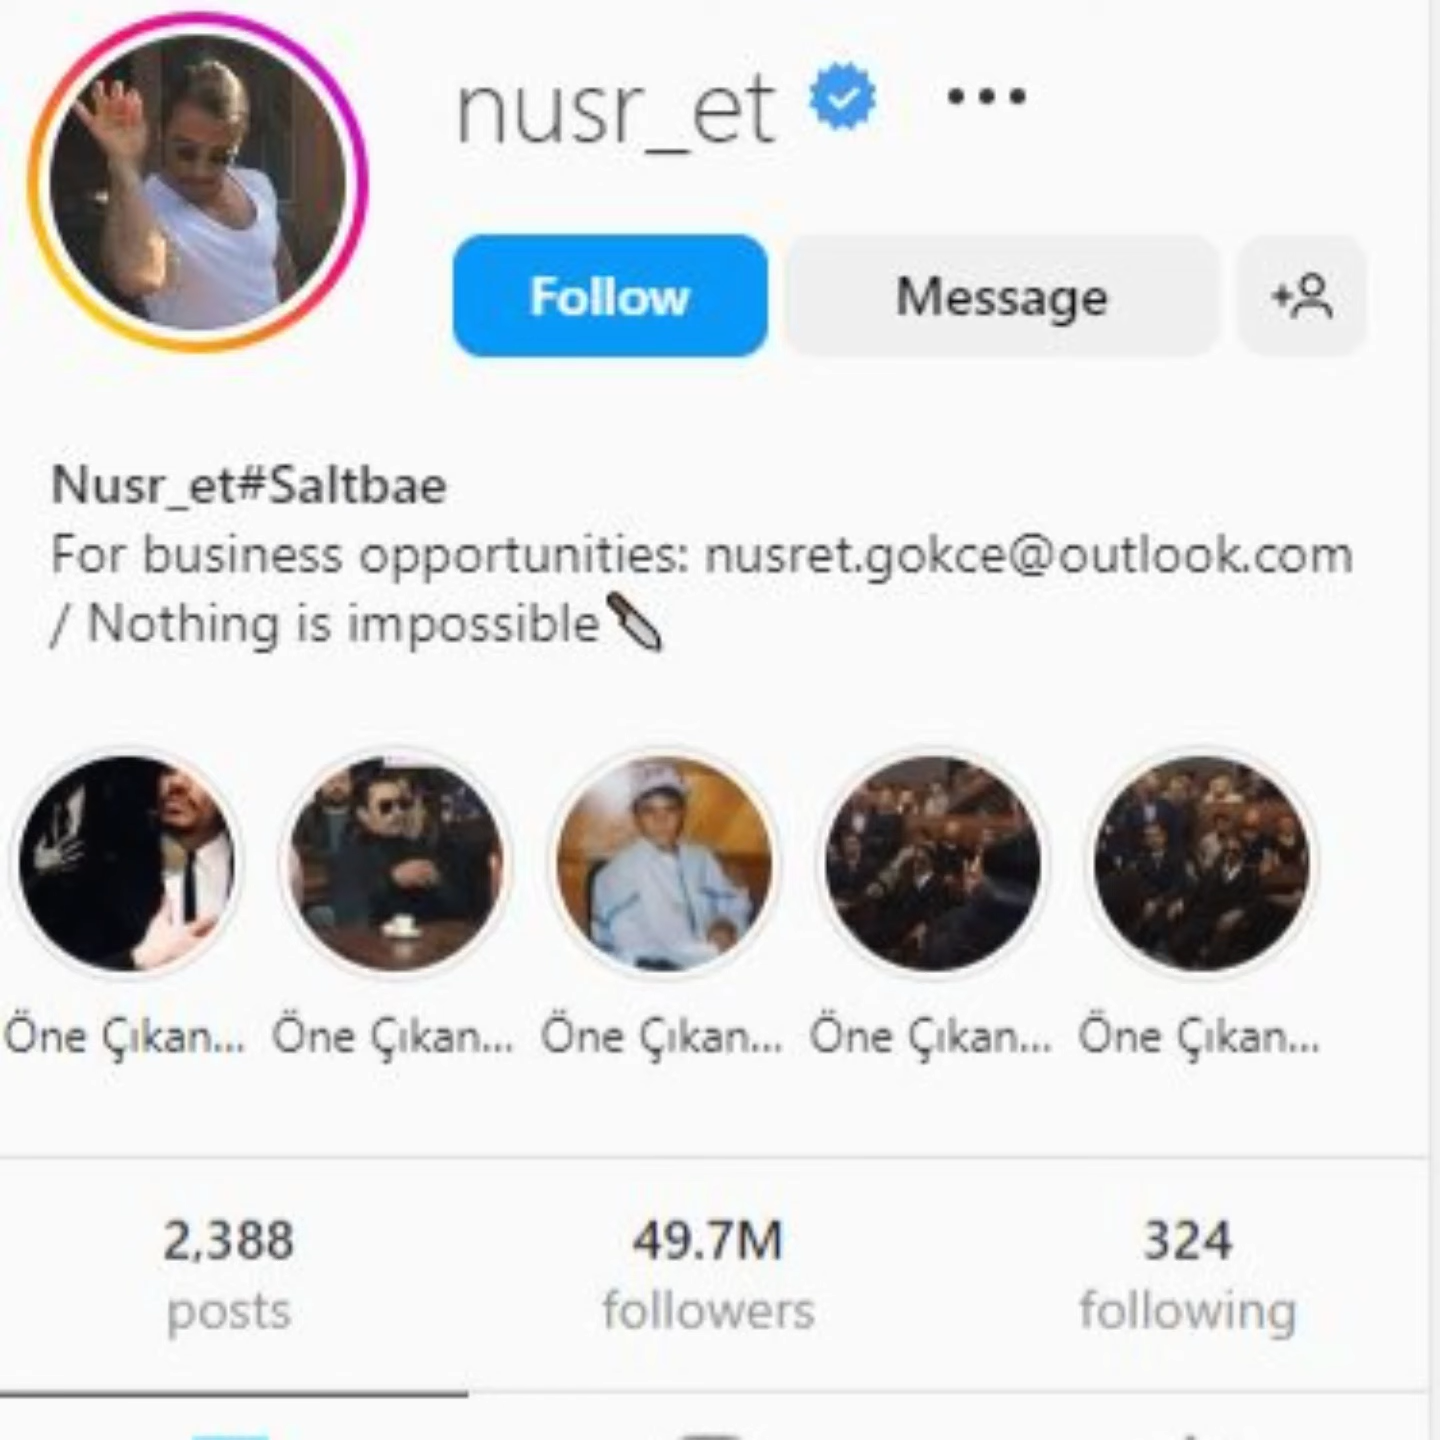 nusr_et
Follow
Message
Nusr_et#Saltbae
For business opportunities: nusret.gokce@outlook.com
/ Nothing is impossible🔪
Öne Çıkan... Öne Çıkan... Öne Çıkan... Öne Çıkan... Öne Çıkan...
2,388 49.7M 324
posts followers following